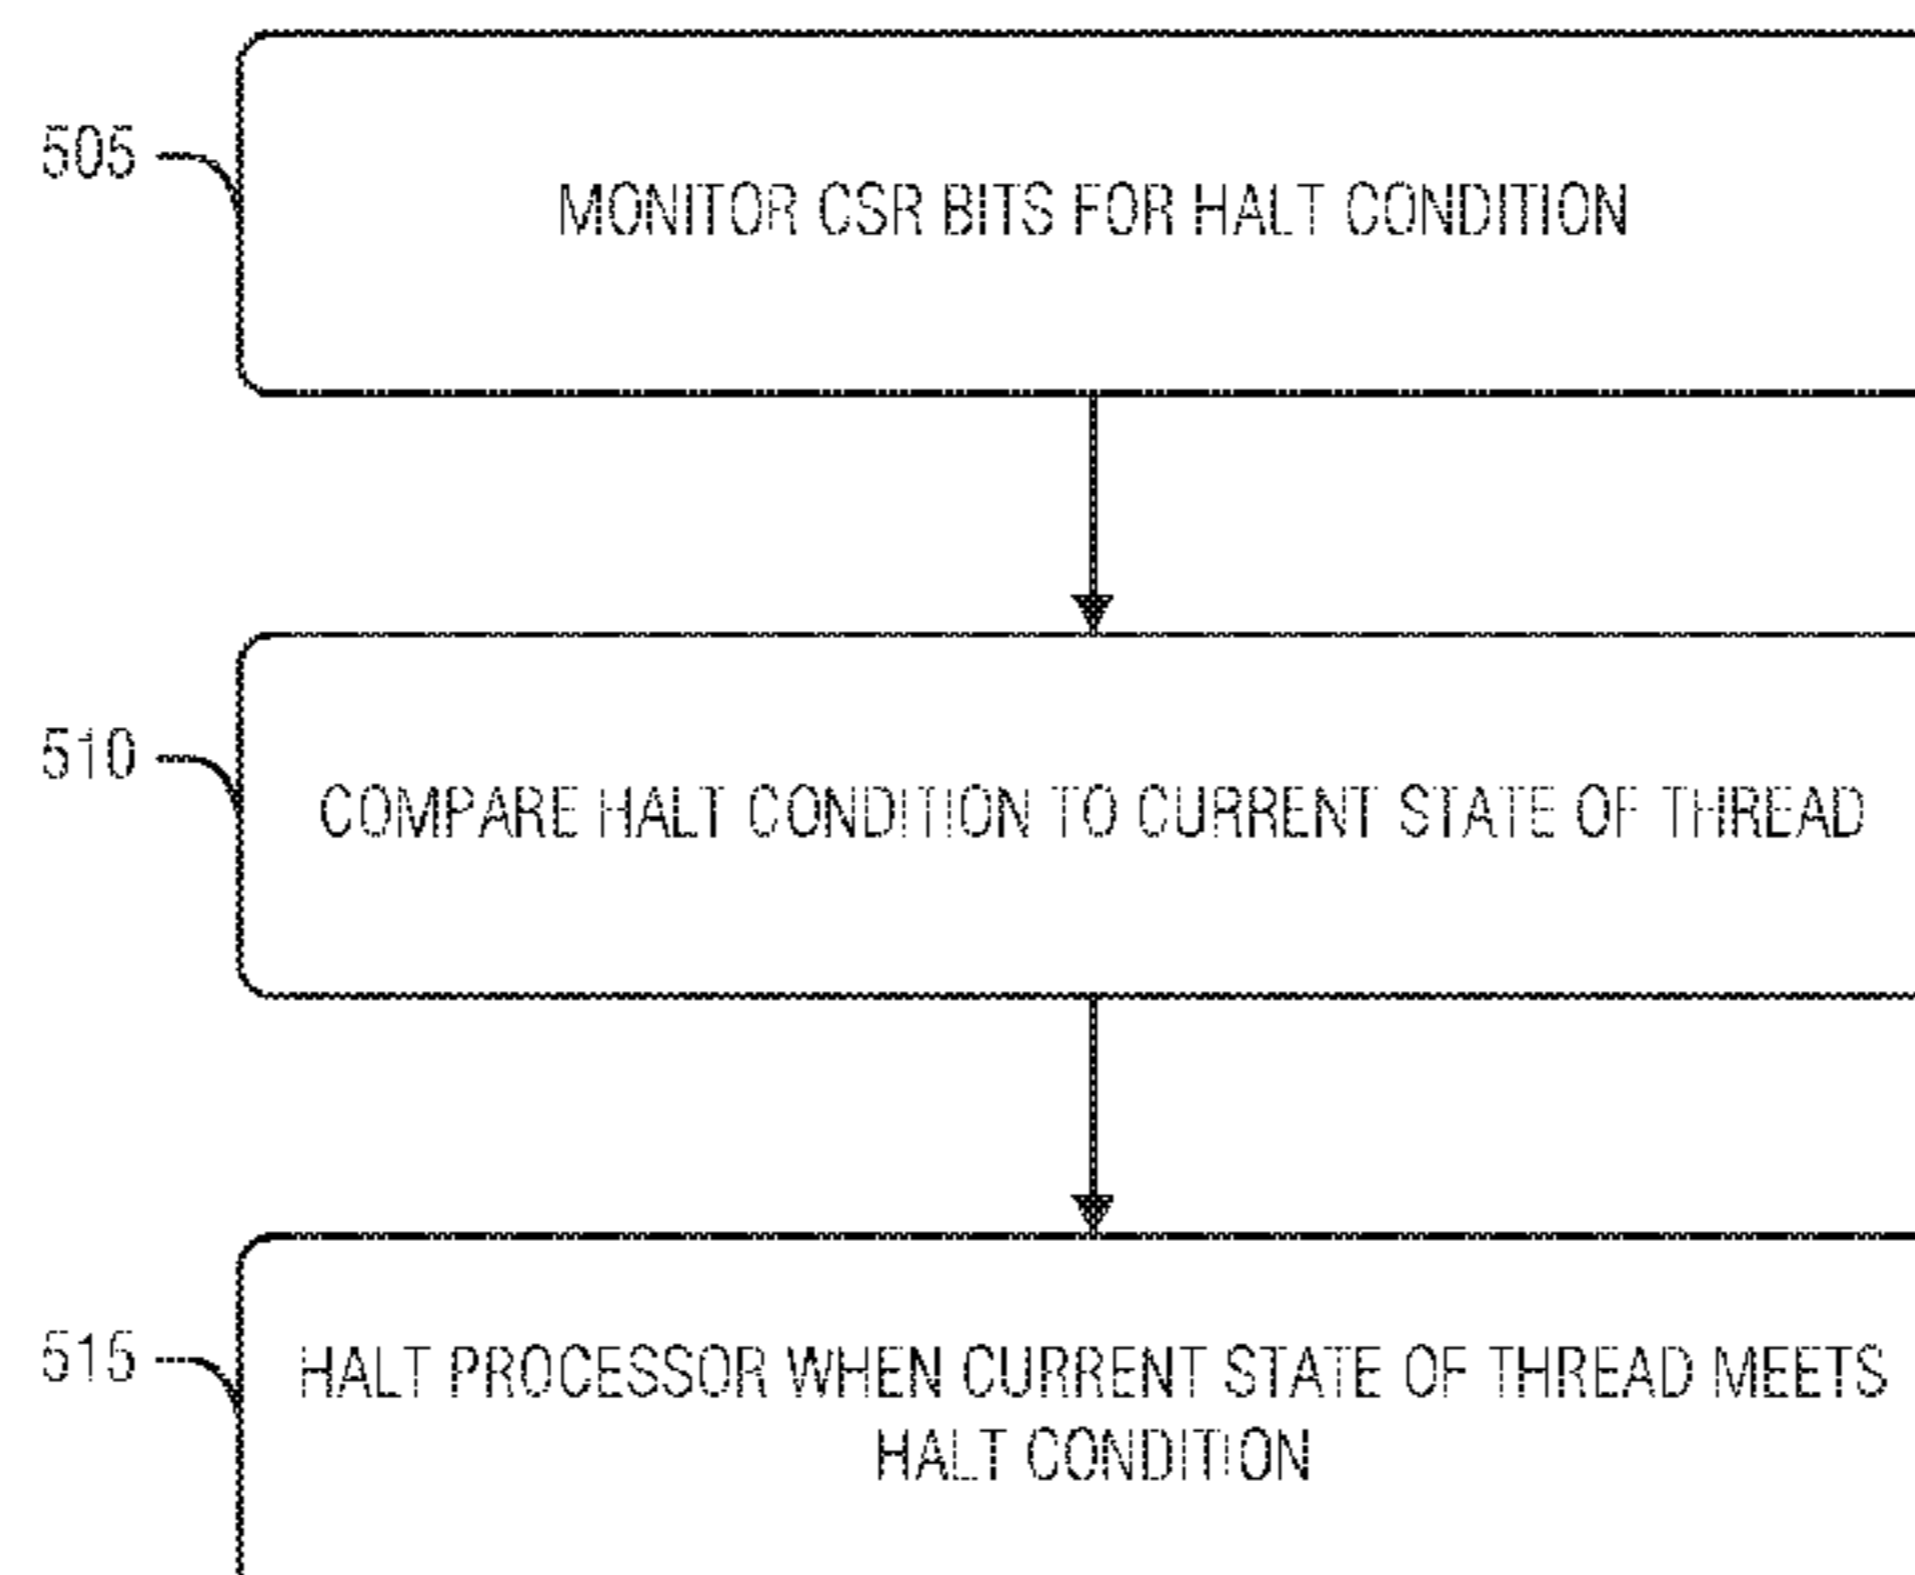 505
MONITOR CSR BITS FOR HALT CONDITION
510
COMPARE HALT CONDITION TO CURRENT STATE OF THREAD
515
HALT PROCESSOR WHEN CURRENT STATE OF THREAD MEETS
HALT CONDITION